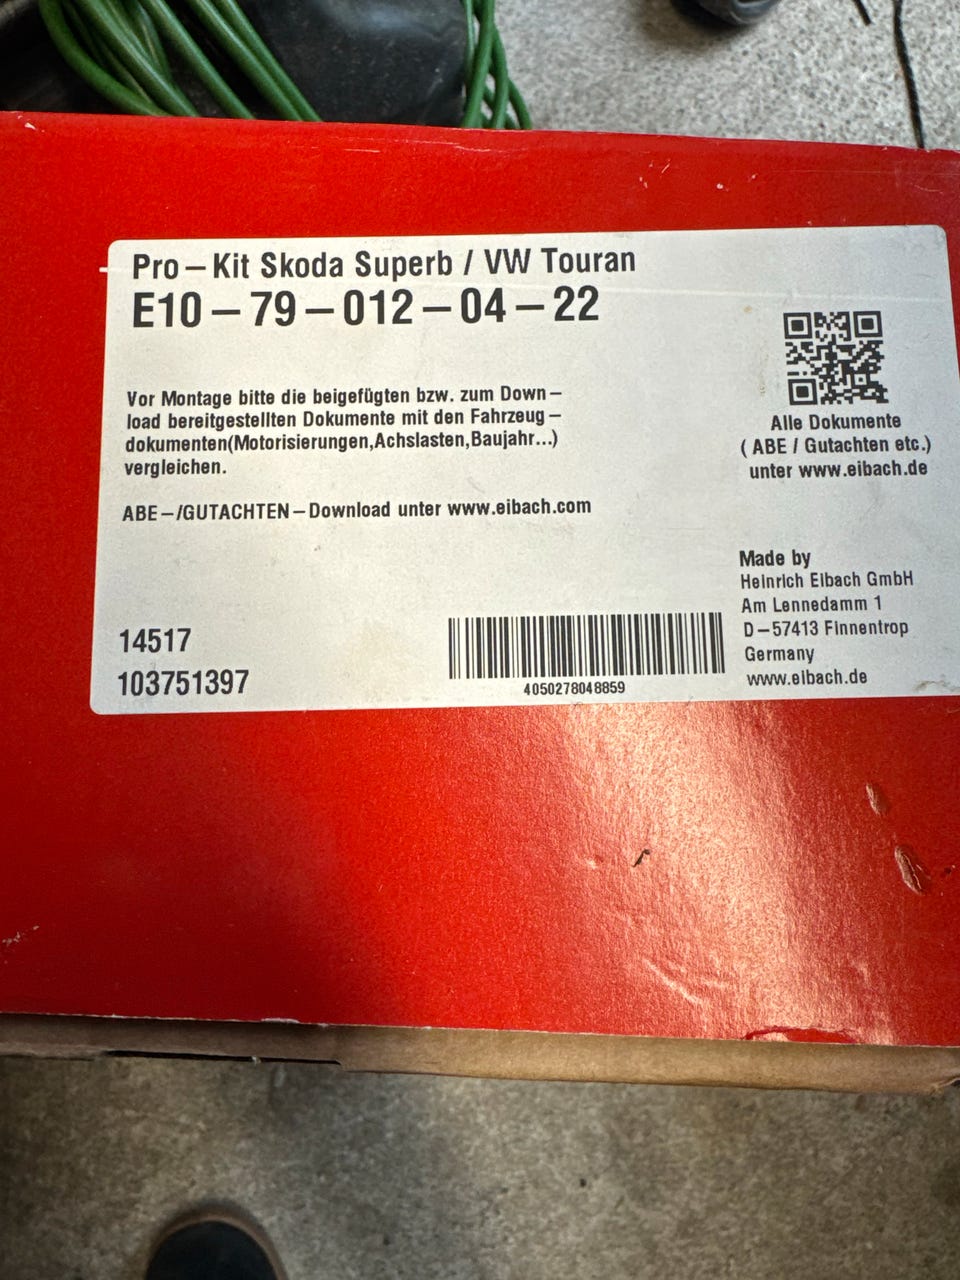 Pro-Kit Skoda Superb / VW Touran
E10-79-012-04-22
Vor Montage bitte die beigefügten bzw. zum Down-
load bereitgestellten Dokumente mit den Fahrzeug-
dokumenten(Motorisierungen,Achslasten,Baujahr...)
vergleichen.
ABE-/GUTACHTEN-Download unter www.eibach.com
14517
103751397
4050278048859
Alle Dokumente
( ABE / Gutachten etc.)
unter www.eibach.de
Made by
Heinrich Eibach GmbH
Am Lennedamm 1
D-57413 Finnentrop
Germany
www.eibach.de